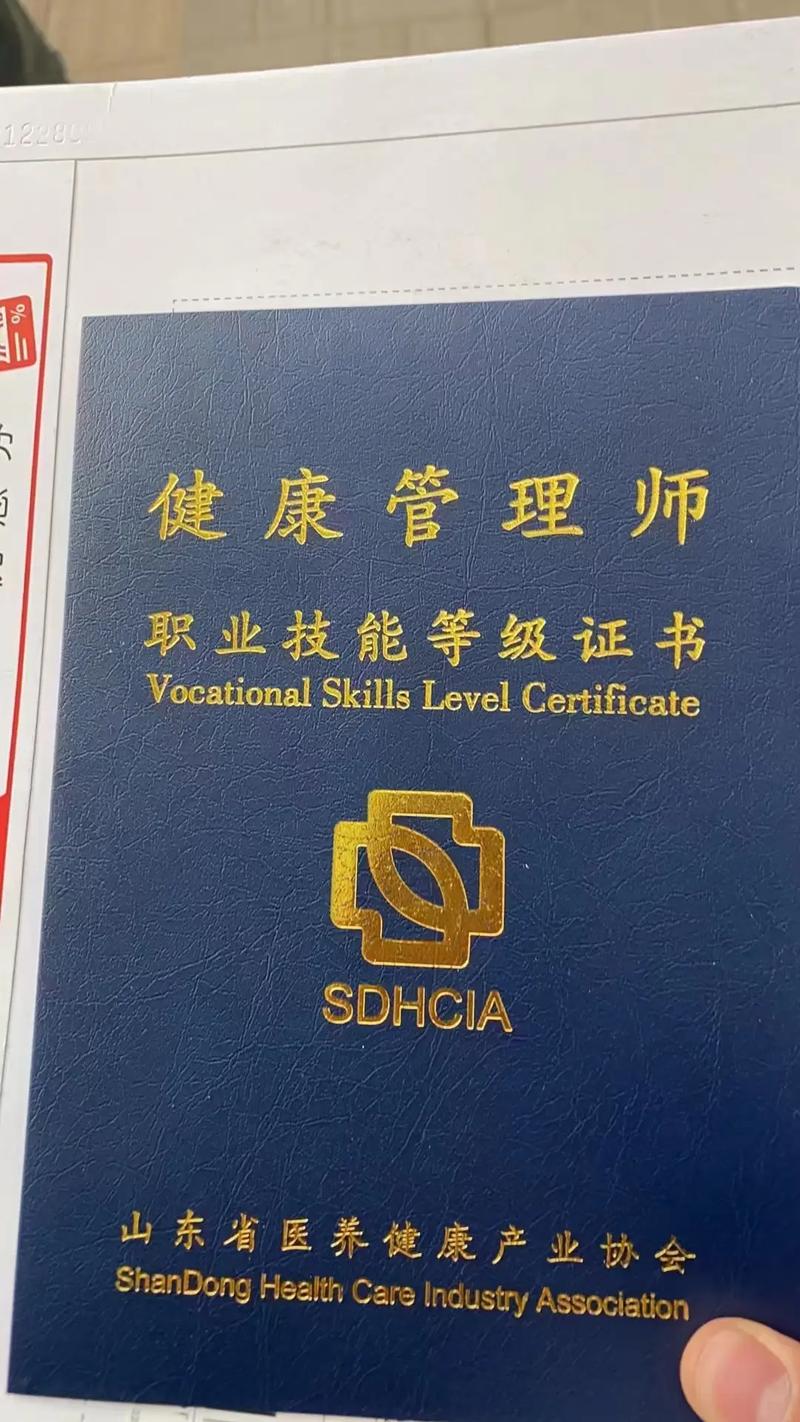 健康管理师
职业技能等级证书
Vocational Skills Level Certificate
SDHCIA
山东省医养健康产业协会
ShanDong Health Care Industry Association